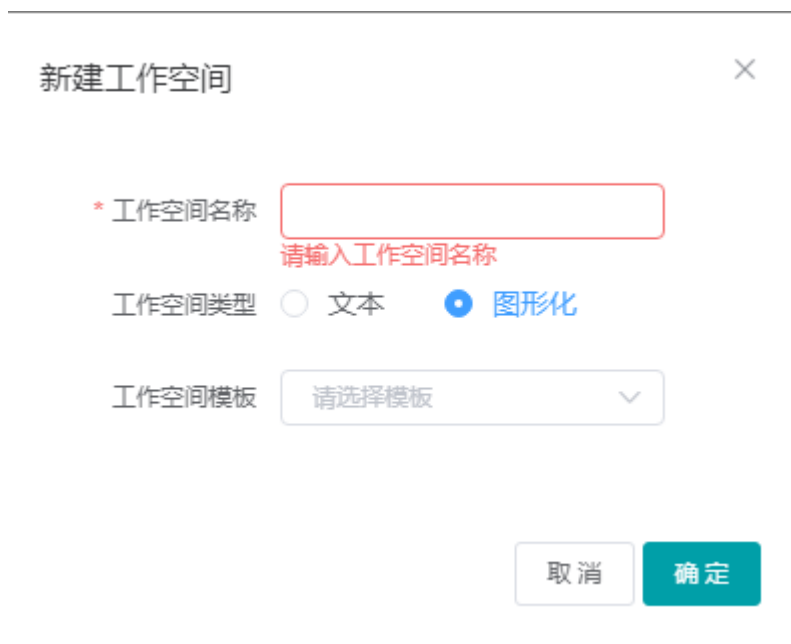 新建工作空间
* 工作空间名称
请输入工作空间名称
工作空间类型 文本 图形化
工作空间模板 请选择模板
取消 确定